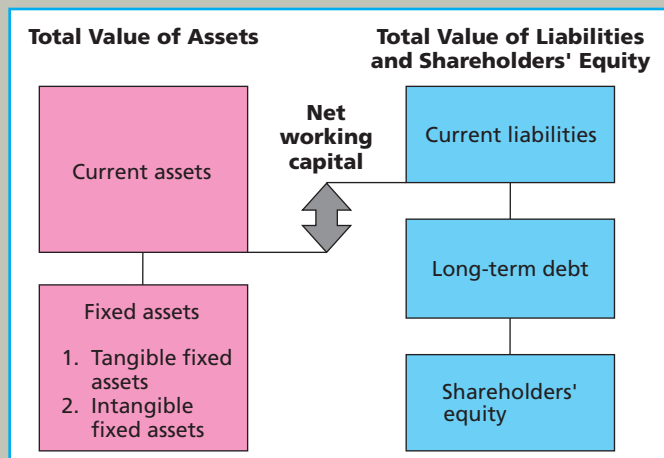 Total Value of Assets
Total Value of Liabilities
and Shareholders' Equity
Net
working
capital
Current assets
Current liabilities
Long-term debt
Fixed assets
1. Tangible fixed
assets
2. Intangible
fixed assets
Shareholders'
equity